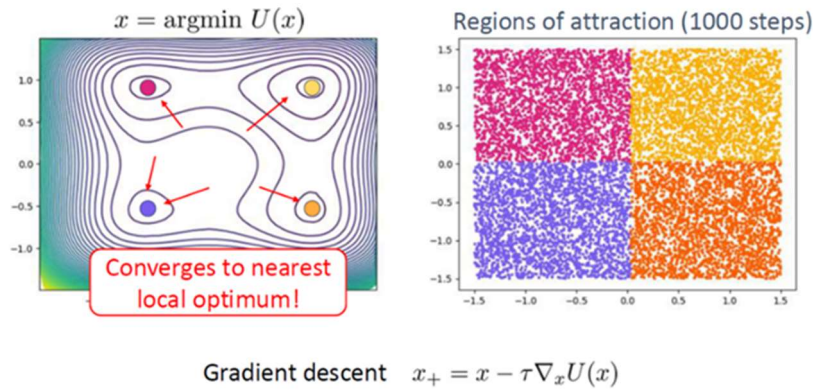 x = argmin U(x)
Regions of attraction (1000 steps)
1.0
0.5
0.0
−0.5
−1.0
Converges to nearest
local optimum!
1.5
1.0
0.5
0.0
−0.5
−1.0
−1.5
−1.5 −1.0 −0.5 0.0 0.5 1.0 1.5
Gradient descent x₊ = x − τ∇ₓU(x)